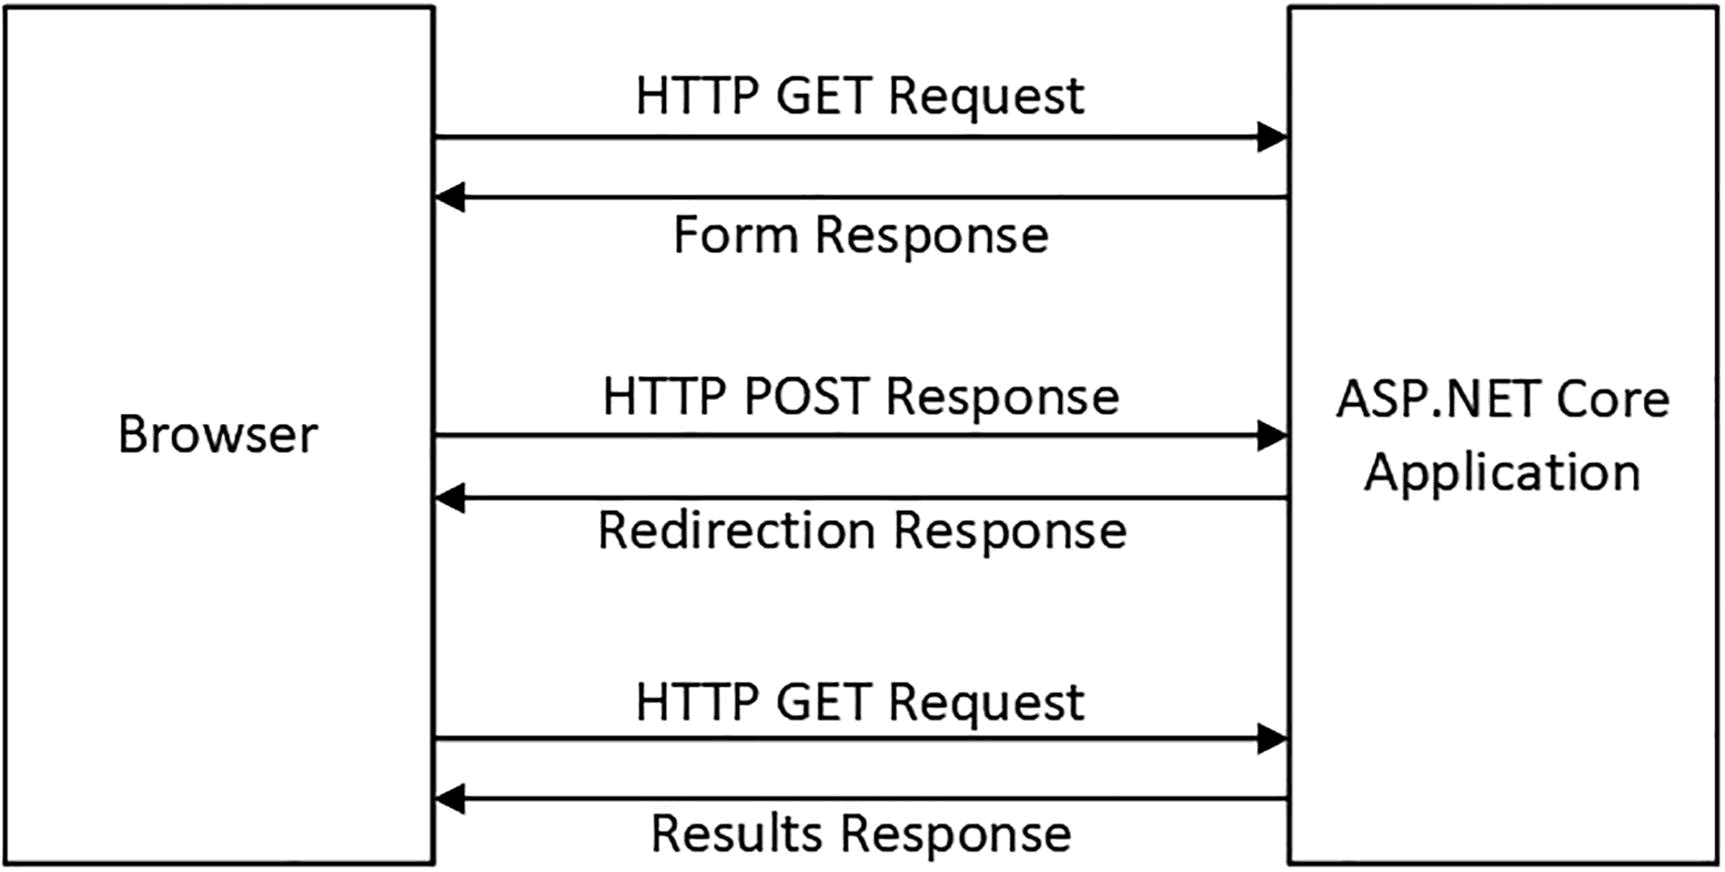 HTTP GET Request
Form Response
HTTP POST Response
Browser
ASP.NET Core
Application
Redirection Response
HTTP GET Request
Results Response